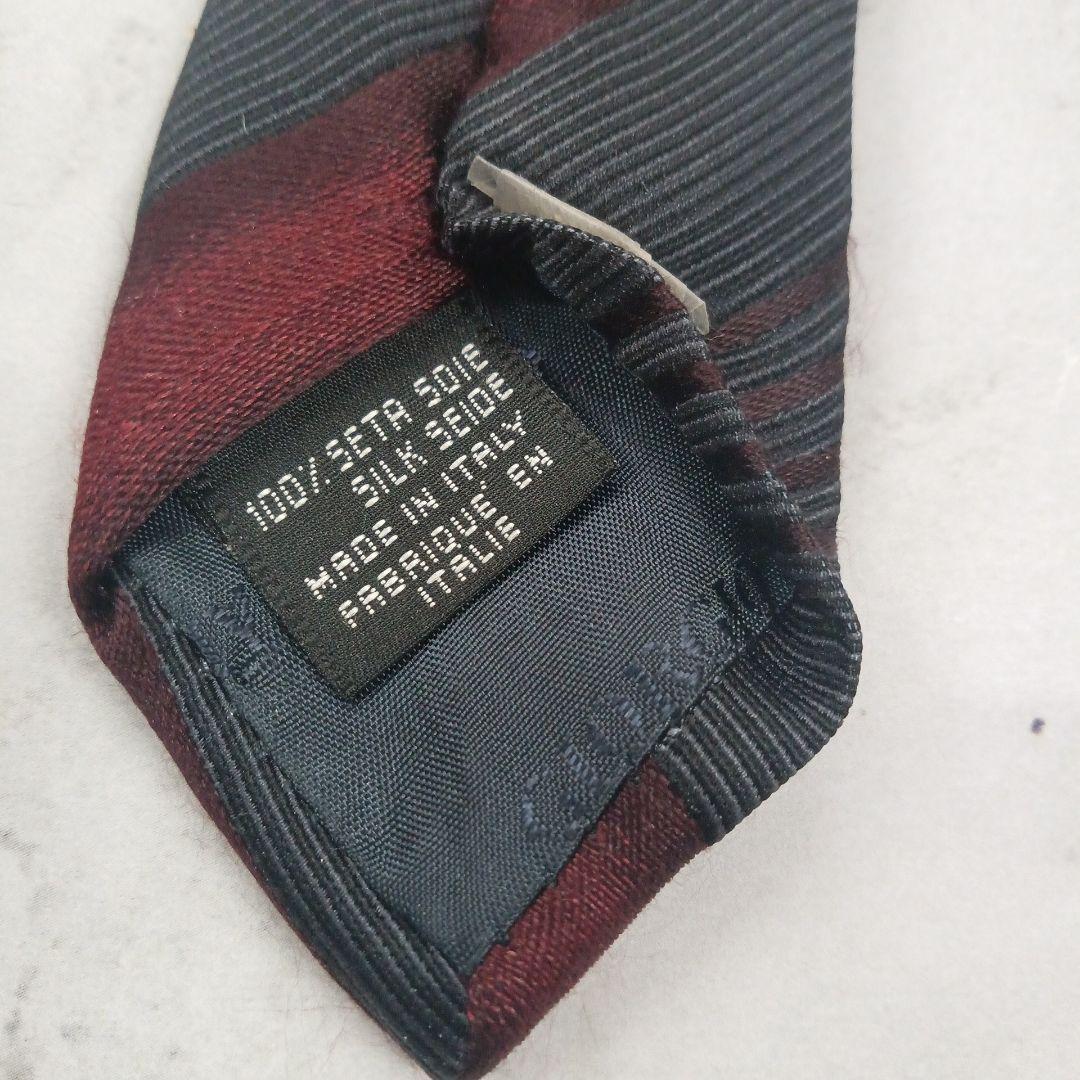 100% SETA SOIE
SILK SEIDE
MADE IN ITALY
FABRIQUE' EN
ITALIE